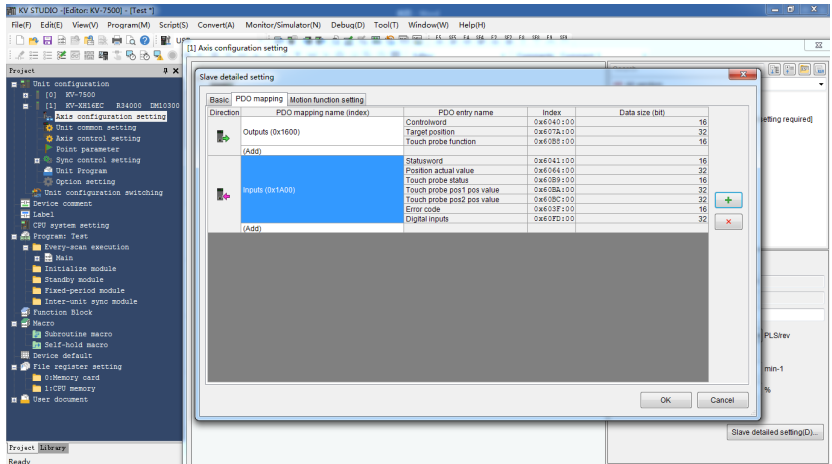 KV STUDIO -[Editor: KV-7500] - [Test *]
File(F) Edit(E) View(V) Program(M) Script(S) Convert(A) Monitor/Simulator(N) Debug(D) Tool(T) Window(W) Help(H)
[1] Axis configuration setting
Project
Unit configuration
[0] KV-7500
[1] KV-XH16EC R34000 DM10300
Axis configuration setting
Unit common setting
Axis control setting
Point parameter
Sync control setting
Unit Program
Option setting
Unit configuration switching
Device comment
Label
CPU system setting
Program: Test
Every-scan execution
Main
Initialize module
Standby module
Fixed-period module
Inter-unit sync module
Function Block
Macro
Subroutine macro
Self-hold macro
Device default
File register setting
0:Memory card
1:CPU memory
User document
Project Library
Ready
Slave detailed setting
Basic PDO mapping Motion function setting
Direction PDO mapping name (index) PDO entry name Index Data size (bit)
Outputs (0x1600)
Controlword 0x6040:00 16
Target position 0x607A:00 32
Touch probe function 0x60B8:00 16
(Add)
Inputs (0x1A00)
Statusword 0x6041:00 16
Position actual value 0x6064:00 32
Touch probe status 0x60B9:00 16
Touch probe pos1 pos value 0x60BA:00 32
Touch probe pos2 pos value 0x60BC:00 32
Error code 0x603F:00 16
Digital inputs 0x60FD:00 32
(Add)
OK Cancel
etting required]
PLS/rev
min-1
%
Slave detailed setting(D)...